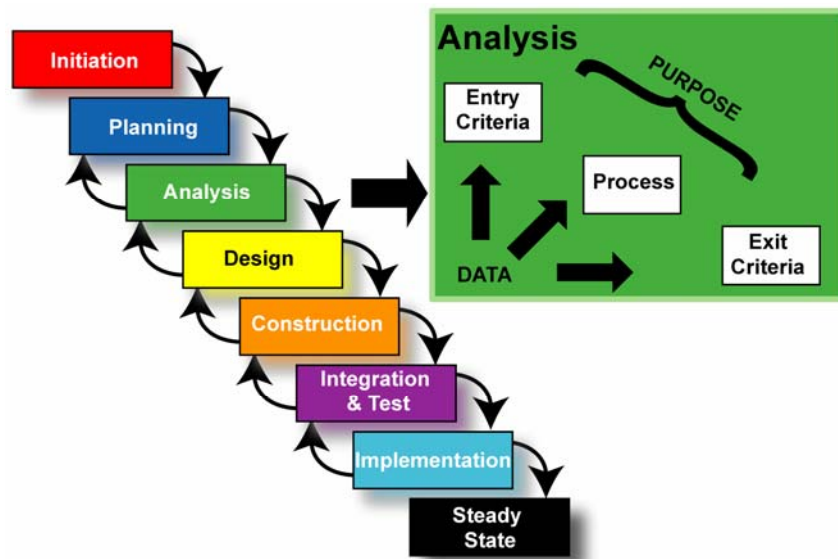 Initiation
Planning
Analysis
Design
Construction
Integration
& Test
Implementation
Steady
State
Analysis
PURPOSE
Entry
Criteria
Process
Exit
Criteria
DATA